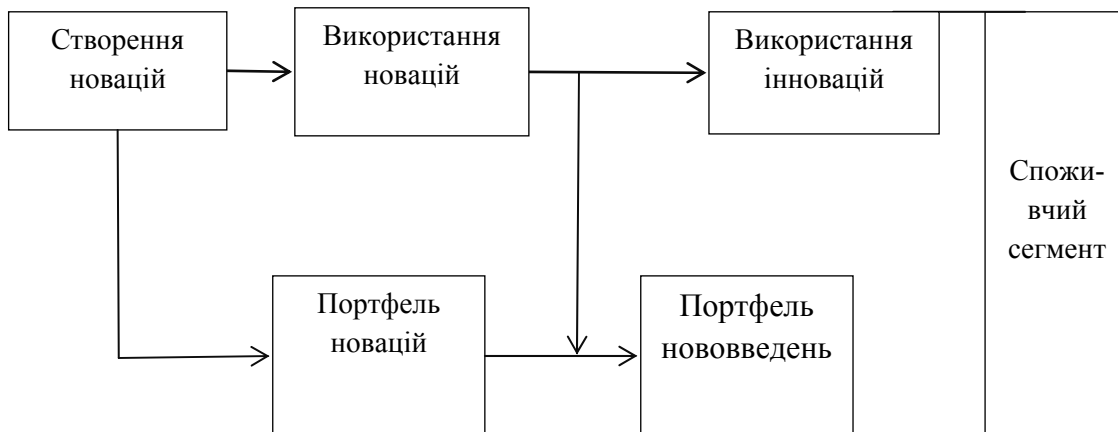 Створення
новацій
Використання
новацій
Використання
інновацій
Спожи-
вчий
сегмент
Портфель
новацій
Портфель
нововведень